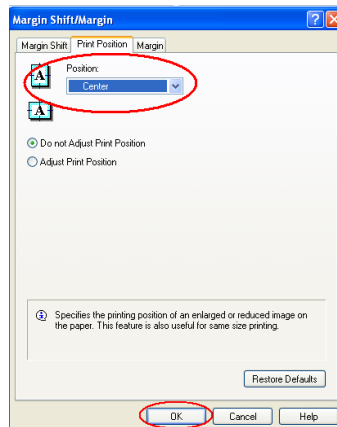 Margin Shift/Margin
Margin Shift Print Position Margin
Position:
A
Center
A
Do not Adjust Print Position
Adjust Print Position
Specifies the printing position of an enlarged or reduced image on
the paper. This feature is also useful for same size printing.
Restore Defaults
OK Cancel Help